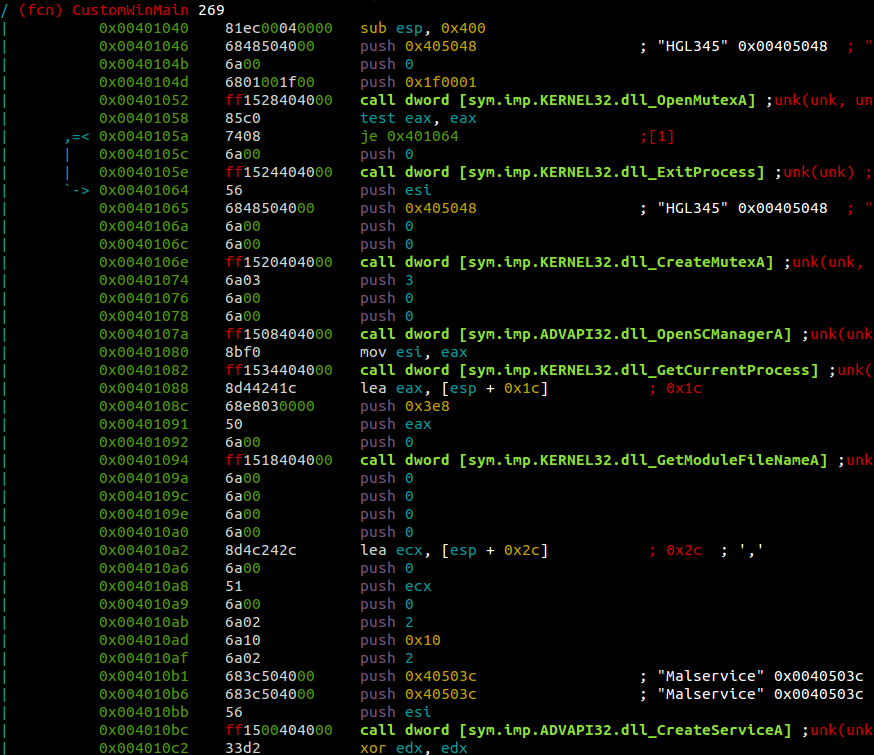 / (fcn) CustomWinMain 269
| 0x00401040 81ec00040000 sub esp, 0x400
| 0x00401046 6848504000 push 0x405048 ; "HGL345" 0x00405048 ; "
| 0x0040104b 6a00 push 0
| 0x0040104d 6801001f00 push 0x1f0001
| 0x00401052 ff1528404000 call dword [sym.imp.KERNEL32.dll_OpenMutexA] ;unk(unk, un
| 0x00401058 85c0 test eax, eax
| ,=< 0x0040105a 7408 je 0x401064 ;[1]
| | 0x0040105c 6a00 push 0
| | 0x0040105e ff1524404000 call dword [sym.imp.KERNEL32.dll_ExitProcess] ;unk(unk) ;
| `-> 0x00401064 56 push esi
| 0x00401065 6848504000 push 0x405048 ; "HGL345" 0x00405048 ; "
| 0x0040106a 6a00 push 0
| 0x0040106c 6a00 push 0
| 0x0040106e ff1520404000 call dword [sym.imp.KERNEL32.dll_CreateMutexA] ;unk(unk,
| 0x00401074 6a03 push 3
| 0x00401076 6a00 push 0
| 0x00401078 6a00 push 0
| 0x0040107a ff1508404000 call dword [sym.imp.ADVAPI32.dll_OpenSCManagerA] ;unk(unk
| 0x00401080 8bf0 mov esi, eax
| 0x00401082 ff1534404000 call dword [sym.imp.KERNEL32.dll_GetCurrentProcess] ;unk(
| 0x00401088 8d44241c lea eax, [esp + 0x1c] ; 0x1c
| 0x0040108c 68e8030000 push 0x3e8
| 0x00401091 50 push eax
| 0x00401092 6a00 push 0
| 0x00401094 ff1518404000 call dword [sym.imp.KERNEL32.dll_GetModuleFileNameA] ;unk
| 0x0040109a 6a00 push 0
| 0x0040109c 6a00 push 0
| 0x0040109e 6a00 push 0
| 0x004010a0 6a00 push 0
| 0x004010a2 8d4c242c lea ecx, [esp + 0x2c] ; 0x2c ; ','
| 0x004010a6 6a00 push 0
| 0x004010a8 51 push ecx
| 0x004010a9 6a00 push 0
| 0x004010ab 6a02 push 2
| 0x004010ad 6a10 push 0x10
| 0x004010af 6a02 push 2
| 0x004010b1 683c504000 push 0x40503c ; "Malservice" 0x0040503c
| 0x004010b6 683c504000 push 0x40503c ; "Malservice" 0x0040503c
| 0x004010bb 56 push esi
| 0x004010bc ff1500404000 call dword [sym.imp.ADVAPI32.dll_CreateServiceA] ;unk(unk
| 0x004010c2 33d2 xor edx, edx